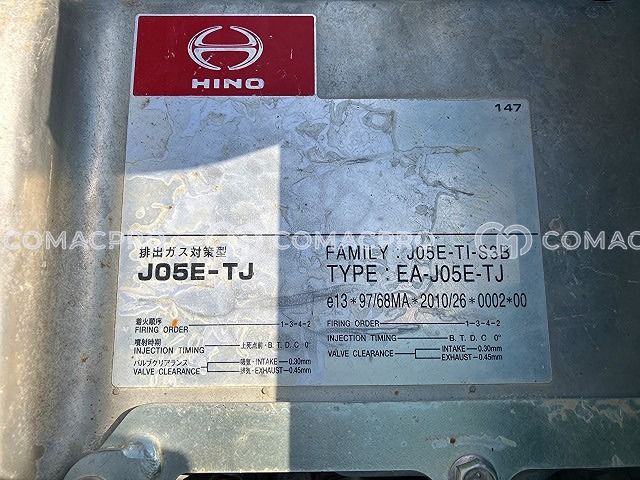 HINO
147
排出ガス対策型
J05E-TJ
着火順序
FIRING ORDER 1-3-4-2
噴射時期
INJECTION TIMING 上死点前・B. T. D. C 0°
バルブクリアランス 吸気・INTAKE-0.30mm
VALVE CLEARANCE 排気・EXHAUST-0.45mm
FAMILY : J05E-TI-S3B
TYPE : EA-J05E-TJ
e13*97/68MA*2010/26*0002*00
FIRING ORDER 1-3-4-2
INJECTION TIMING B. T. D. C 0°
VALVE CLEARANCE INTAKE-0.30mm
EXHAUST-0.45mm
COMACPRO COMACPRO COMACPRO COMAC